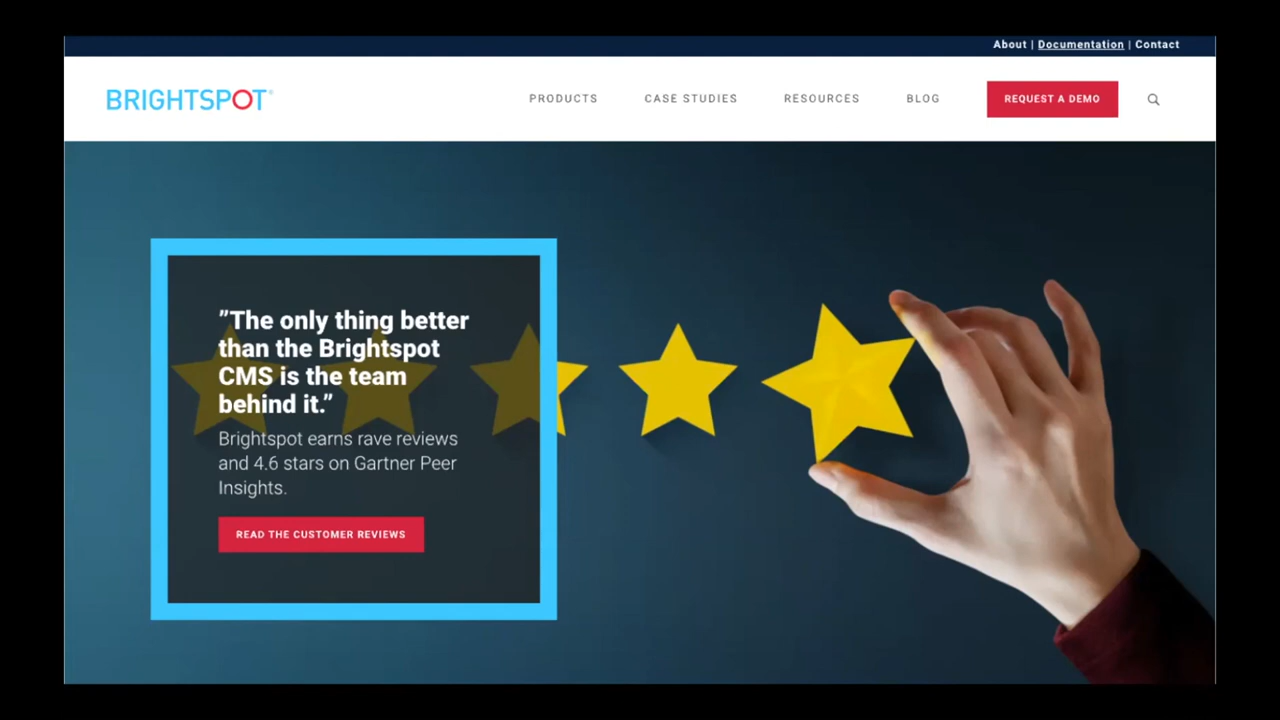 About | Documentation | Contact
BRIGHTSPOT®
PRODUCTS CASE STUDIES RESOURCES BLOG REQUEST A DEMO
”The only thing better
than the Brightspot
CMS is the team
behind it.”
Brightspot earns rave reviews
and 4.6 stars on Gartner Peer
Insights.
READ THE CUSTOMER REVIEWS